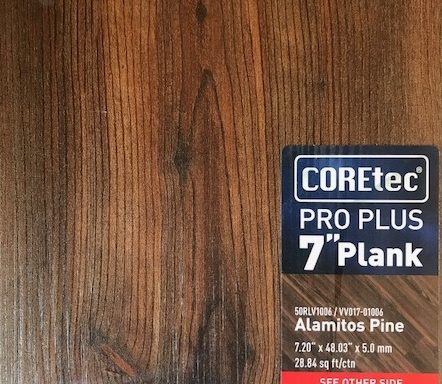 COREtec®
PRO PLUS
7” Plank
50RLV1006 / VV017-01006
Alamitos Pine
7.20" x 48.03" x 5.0 mm
28.84 sq ft/ctn
SEE OTHER SIDE